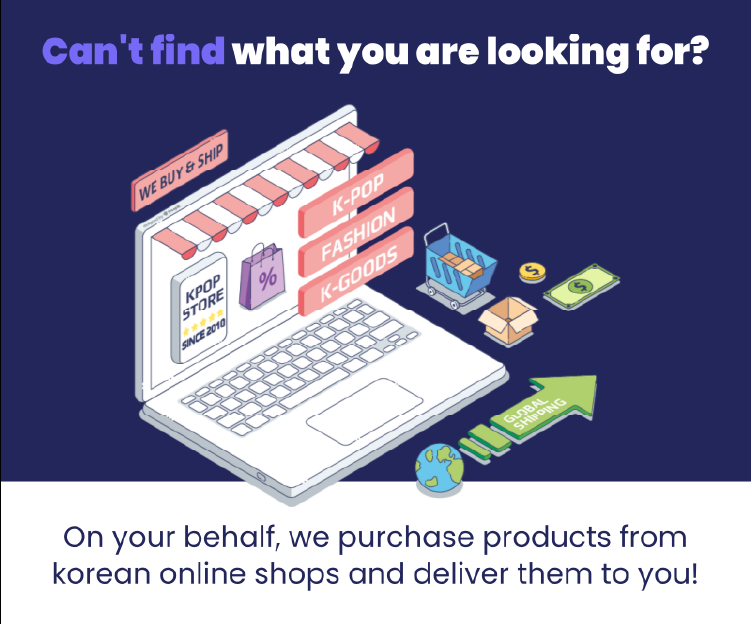 Can't find what you are looking for?
WE BUY & SHIP
K-POP
FASHION
K-GOODS
KPOP
STORE
SINCE 2010
%
$
$
GLOBAL
SHIPPING
On your behalf, we purchase products from
korean online shops and deliver them to you!